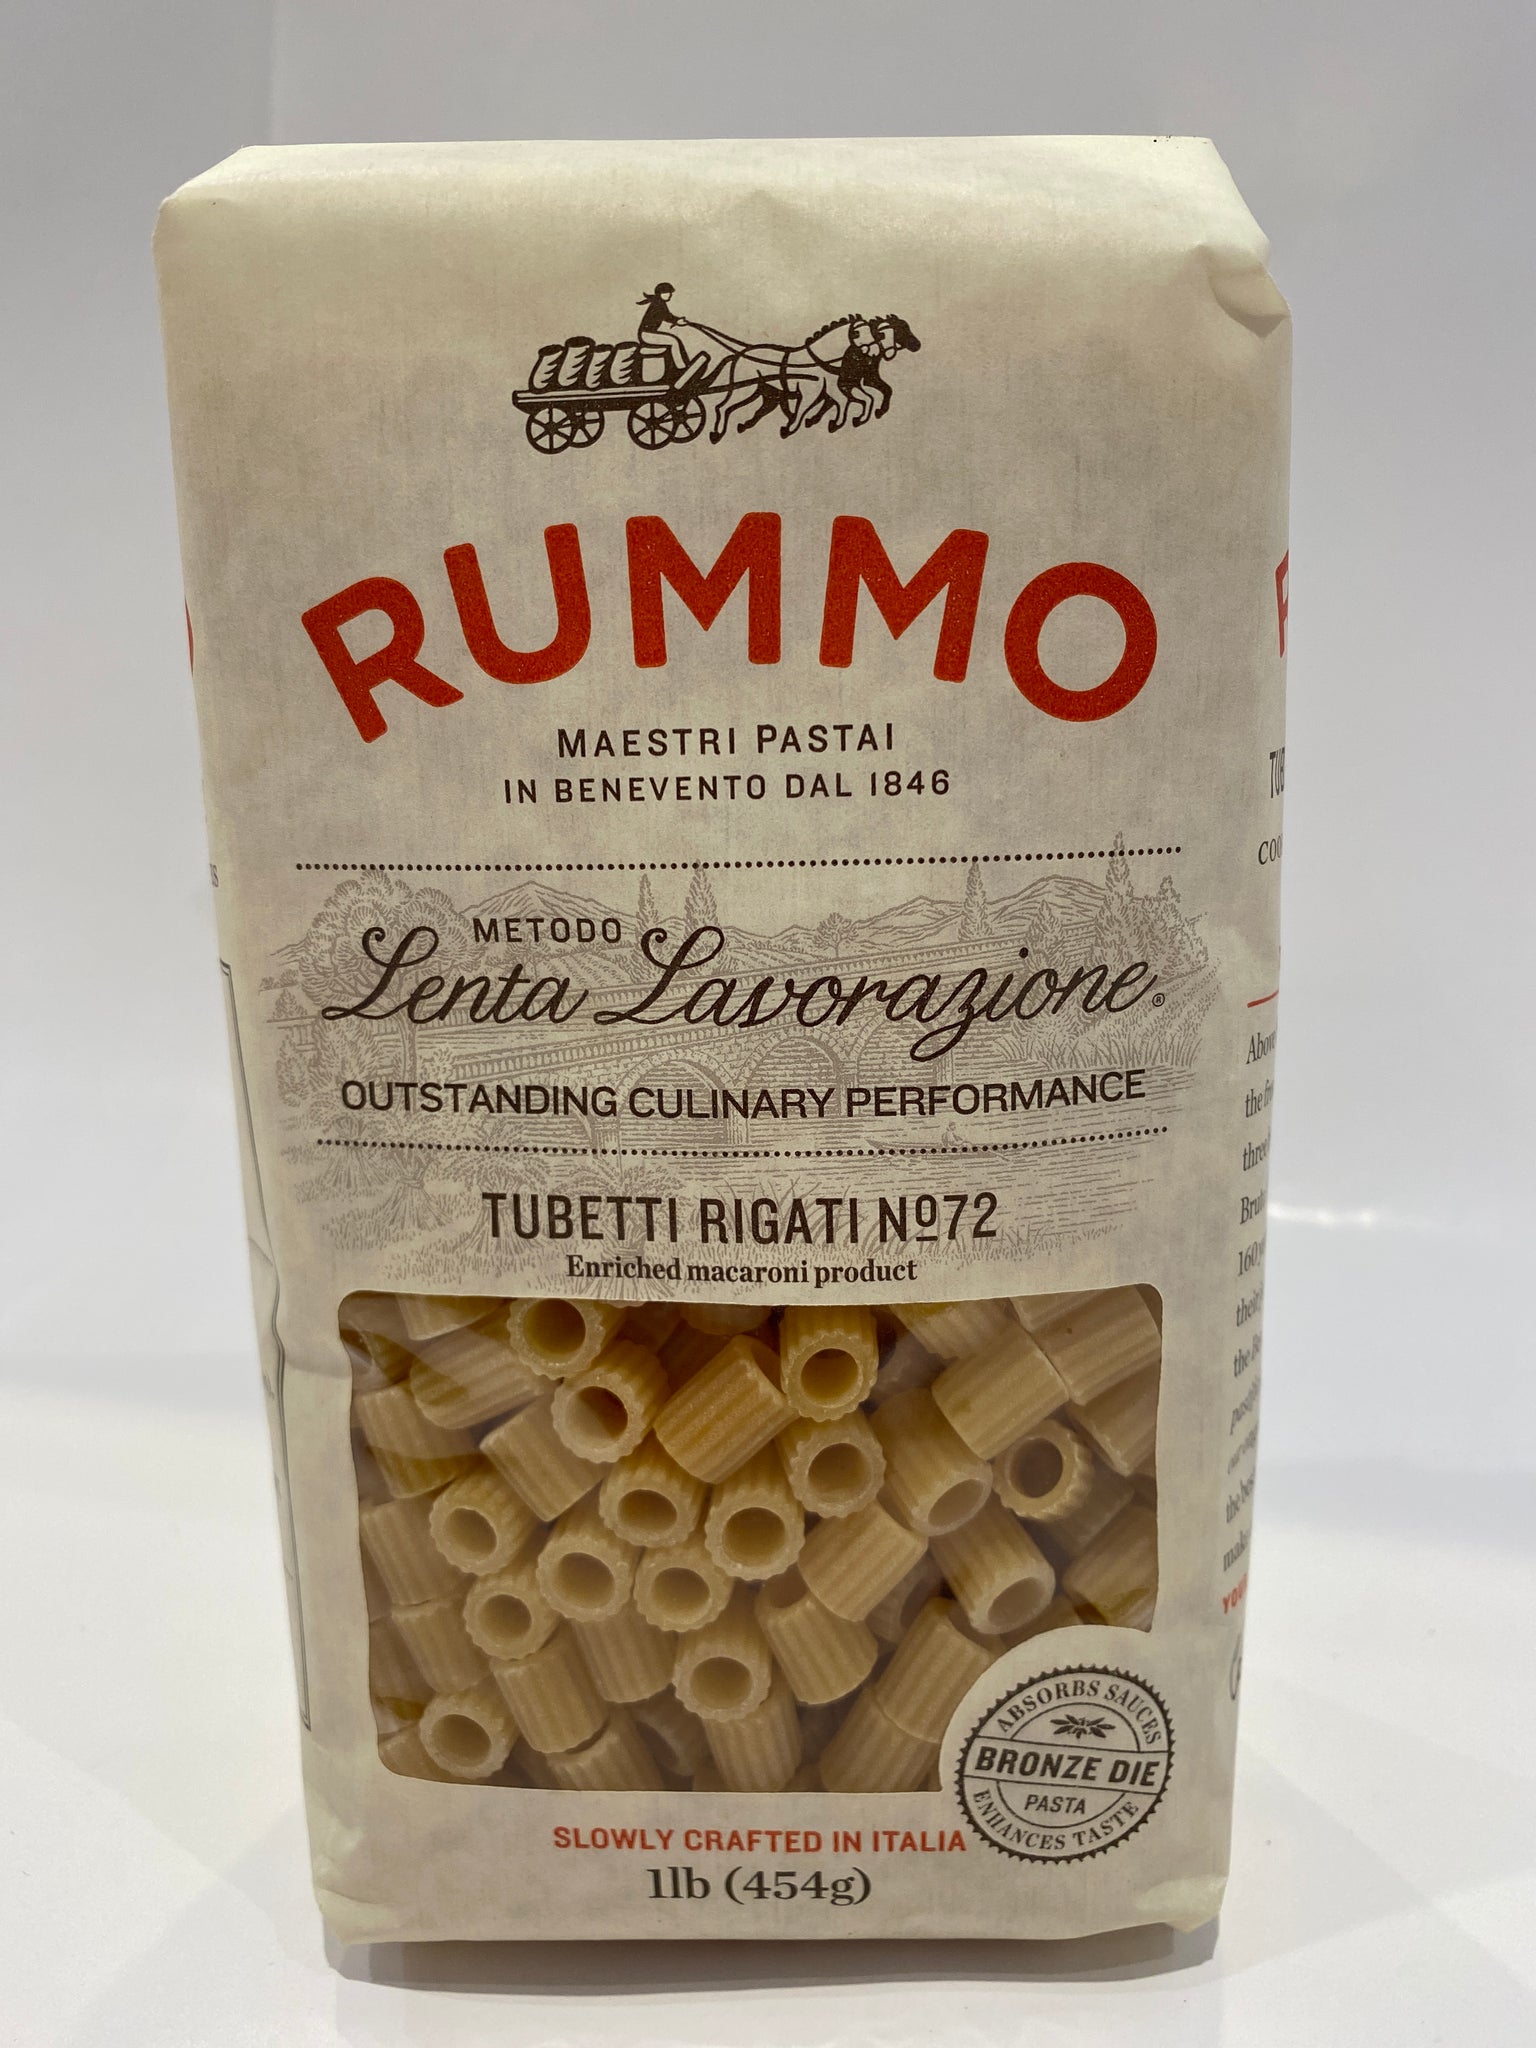 RUMMO
MAESTRI PASTAI
IN BENEVENTO DAL 1846
METODO
Lenta Lavorazione®
OUTSTANDING CULINARY PERFORMANCE
TUBETTI RIGATI Nº72
Enriched macaroni product
ABSORBS SAUCES
BRONZE DIE
PASTA
ENHANCES TASTE
SLOWLY CRAFTED IN ITALIA
1lb (454g)